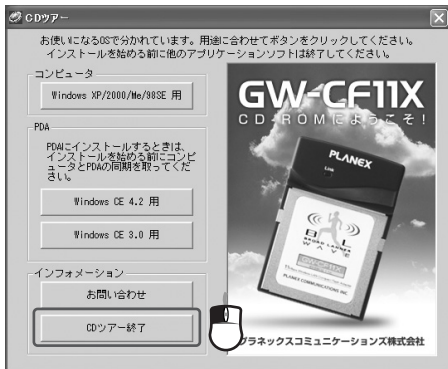 CDツアー
お使いになるOSで分かれています。用途に合わせてボタンをクリックしてください。
インストールを始める前に他のアプリケーションソフトは終了してください。
コンピュータ
Windows XP/2000/Me/98SE 用
PDA
PDAにインストールするときは、
インストールを始める前にコンピ
ュータとPDAの同期を取ってくだ
さい。
Windows CE 4.2 用
Windows CE 3.0 用
インフォメーション
お問い合わせ
CDツアー終了
GW-CF11X
CD-ROMにようこそ!
PLANEX
Link
BROAD LANNER
WAVE
GW-CF11X
PLANEX COMMUNICATIONS INC.
プラネックスコミュニケーションズ株式会社